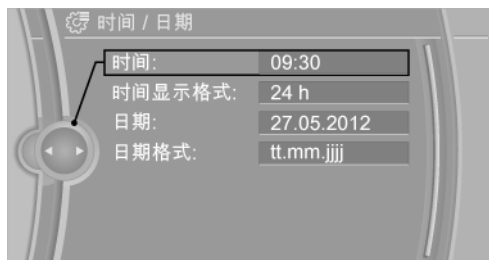 时间 / 日期
时间: 09:30
时间显示格式: 24 h
日期: 27.05.2012
日期格式: tt.mm.jjjj